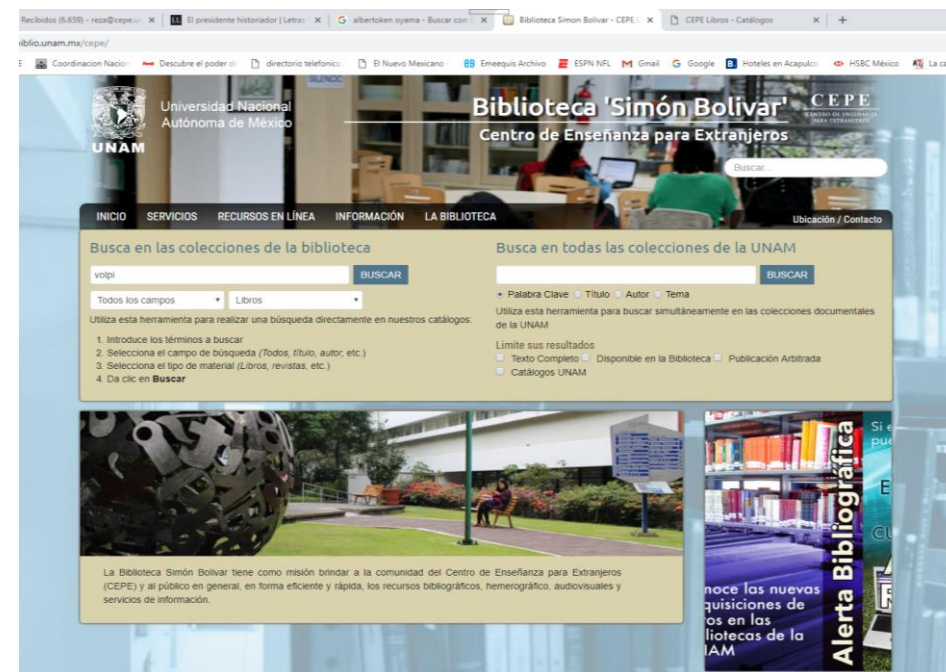 Recibidos (6.659) - reza@cepe.u
El presidente historiador | Letras
albertoken oyama - Buscar con
Biblioteca Simon Bolivar - CEPE
CEPE Libros - Catálogos
iblio.unam.mx/cepe/
Coordinacion Nacion
Descubre el poder d
directorio telefonico
El Nuevo Mexicano
Emeequis Archivo
ESPN NFL
Gmail
Google
Hoteles en Acapulco
HSBC México
La ca
SILENCIO
Universidad Nacional
Autónoma de México
UNAM
Biblioteca 'Simón Bolivar'
Centro de Enseñanza para Extranjeros
CEPE
CENTRO DE ENSEÑANZA
PARA EXTRANJEROS
Buscar...
INICIO SERVICIOS RECURSOS EN LÍNEA INFORMACIÓN LA BIBLIOTECA
Ubicación / Contacto
Busca en las colecciones de la biblioteca
volpi
BUSCAR
Todos los campos
Libros
Utiliza esta herramienta para realizar una búsqueda directamente en nuestros catálogos:
1. Introduce los términos a buscar
2. Selecciona el campo de búsqueda (Todos, título, autor, etc.)
3. Selecciona el tipo de material (Libros, revistas, etc.)
4. Da clic en Buscar
Busca en todas las colecciones de la UNAM
BUSCAR
Palabra Clave Título Autor Tema
Utiliza esta herramienta para buscar simultáneamente en las colecciones documentales
de la UNAM
Limite sus resultados
Texto Completo Disponible en la Biblioteca Publicación Arbitrada
Catálogos UNAM
La Biblioteca Simón Bolivar tiene como misión brindar a la comunidad del Centro de Enseñanza para Extranjeros
(CEPE) y al público en general, en forma eficiente y rápida, los recursos bibliográficos, hemerográfico, audiovisuales y
servicios de información.
Alerta Bibliográfica
noce las nuevas
quisiciones de
os en las
liotecas de la
IAM
Si e
pue
E
CU